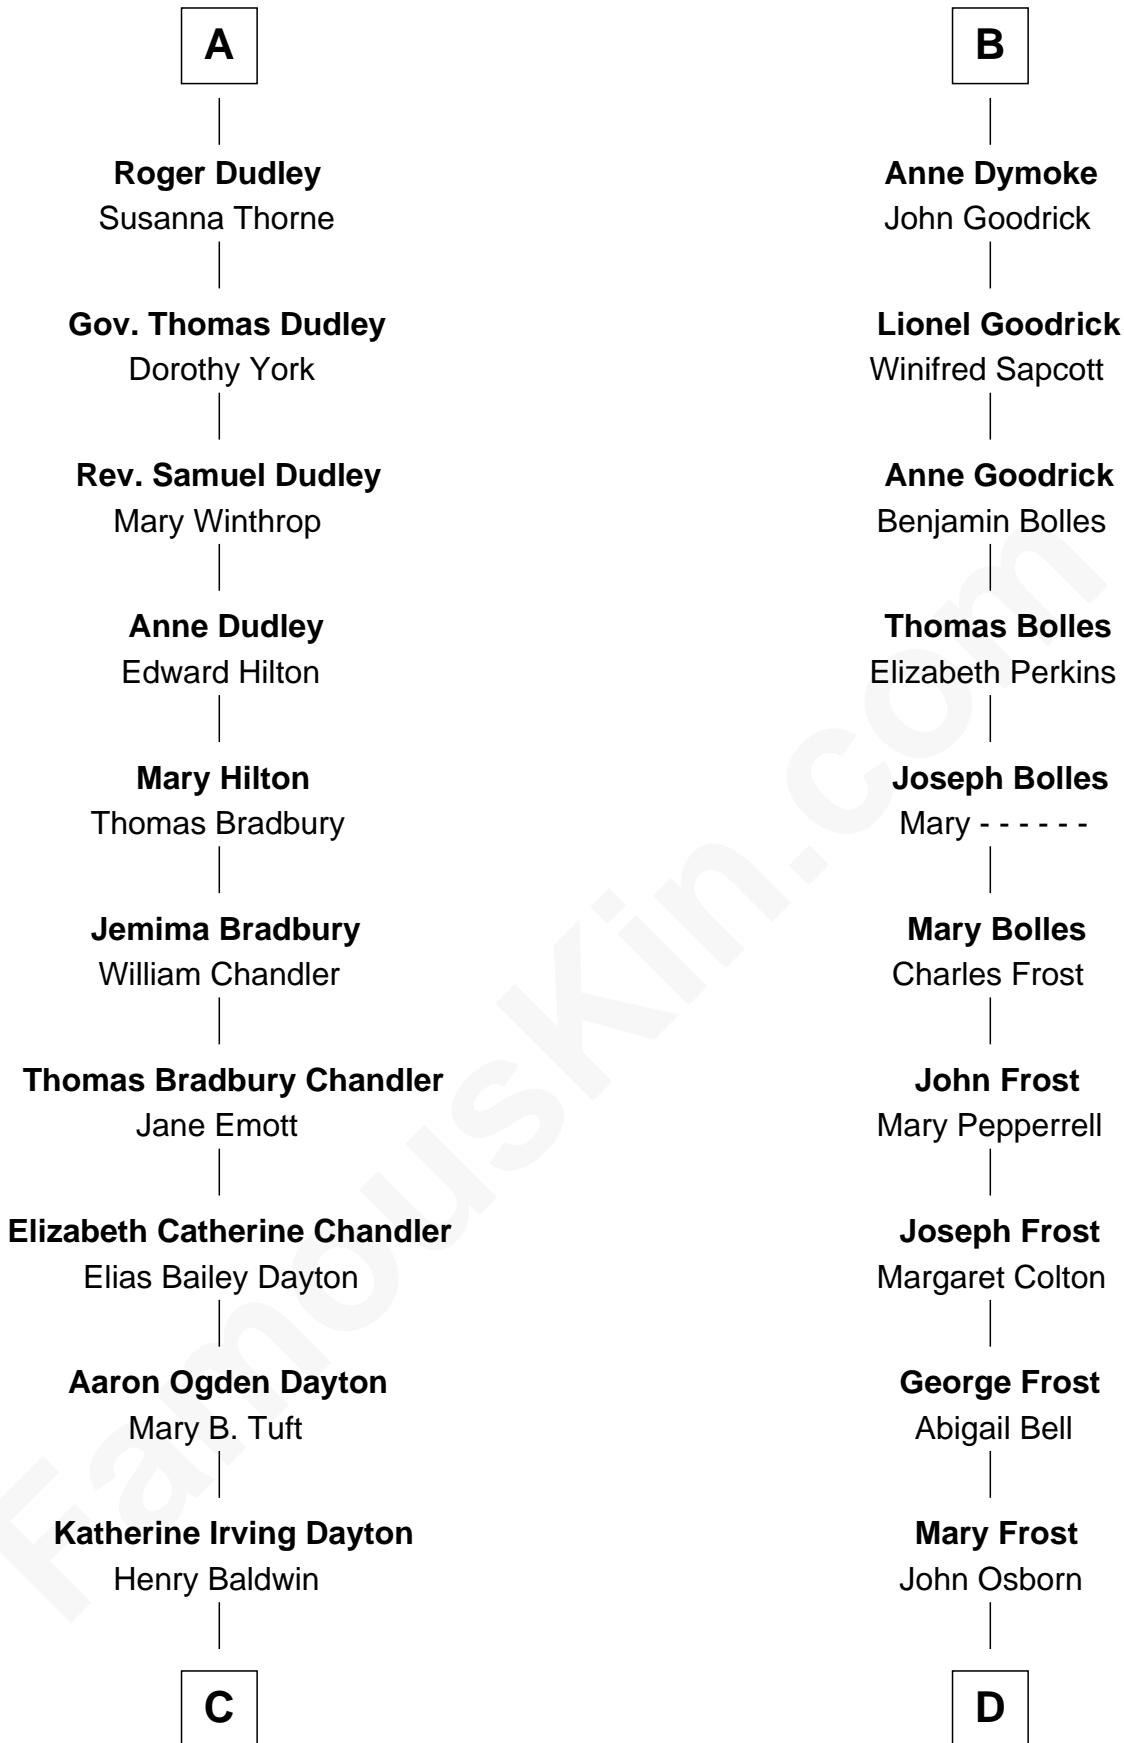 A
Roger Dudley
Susanna Thorne
Gov. Thomas Dudley
Dorothy York
Rev. Samuel Dudley
Mary Winthrop
Anne Dudley
Edward Hilton
Mary Hilton
Thomas Bradbury
Jemima Bradbury
William Chandler
Thomas Bradbury Chandler
Jane Emott
Elizabeth Catherine Chandler
Elias Bailey Dayton
Aaron Ogden Dayton
Mary B. Tuft
Katherine Irving Dayton
Henry Baldwin
C
B
Anne Dymoke
John Goodrick
Lionel Goodrick
Winifred Sapcott
Anne Goodrick
Benjamin Bolles
Thomas Bolles
Elizabeth Perkins
Joseph Bolles
Mary - - - - - -
Mary Bolles
Charles Frost
John Frost
Mary Pepperrell
Joseph Frost
Margaret Colton
George Frost
Abigail Bell
Mary Frost
John Osborn
D
FamousKin.com